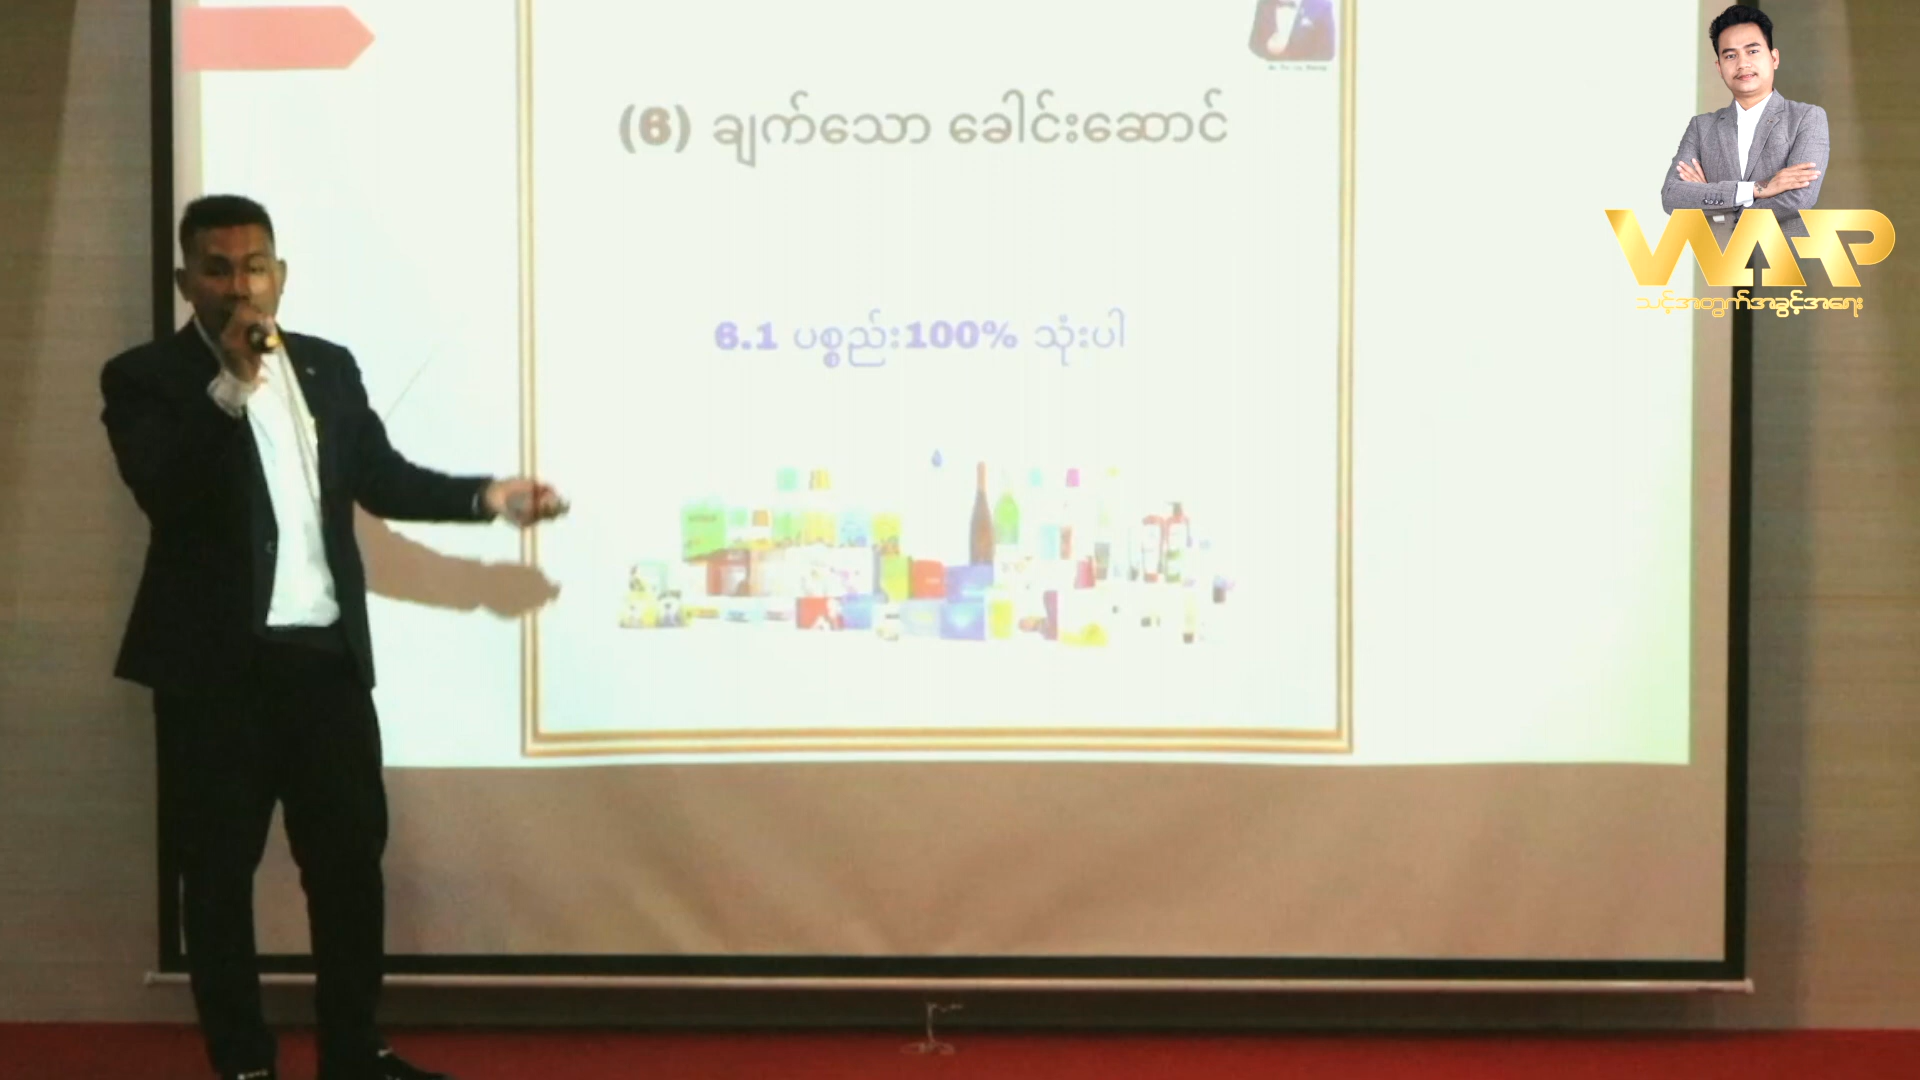 (6) ချက်သော ခေါင်းဆောင်
6.1 ပစ္စည်း100% သုံးပါ
WAP
သင့်အတွက်အခွင့်အရေး